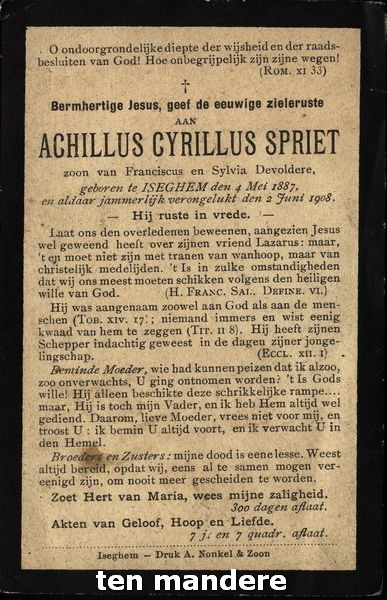 O ondoorgrondelijke diepte der wijsheid en der raads-
besluiten van God! Hoe onbegrijpelijk zijn zijne wegen!
(ROM. XI 33)
Bermhertige Jesus, geef de eeuwige zieleruste
AAN
ACHILLUS CYRILLUS SPRIET
zoon van Franciscus en Sylvia Devoldere,
geboren te ISEGHEM den 4 Mei 1887,
en aldaar jammerlijk verongelukt den 2 Juni 1908.
— Hij ruste in vrede. —
Laat ons den overledenen beweenen, aangezien Jesus
wel geweend heeft over zijnen vriend Lazarus: maar,
't en moet niet zijn met tranen van wanhoop, maar van
christelijk medelijden. 't Is in zulke omstandigheden
dat wij ons meest moeten schikken volgens den heiligen
wille van God. (H. FRANC. SAL. DEFINE. VI.)
Hij was aangenaam zoowel aan God als aan de men-
schen (TOB. XIV. 17; niemand immers en wist eenig
kwaad van hem te zeggen (TIT. II 8). Hij heeft zijnen
Schepper indachtig geweest in de dagen zijner jonge-
lingschap. (ECCL. XII. 1)
Beminde Moeder, wie had kunnen peizen dat ik alzoo,
zoo onverwachts, U ging ontnomen worden? 't Is Gods
wille! Hij alleen beschikte deze schrikkelijke rampe....
maar, Hij is toch mijn Vader, en ik heb Hem altijd wel
gediend. Daarom, lieve Moeder, vrees niet voor mij, en
troost U: ik bemin U altijd voort, en ik verwacht U in
den Hemel.
Broeders en Zusters: mijne dood is eene lesse. Weest
altijd bereid, opdat wij, eens al te samen mogen ver-
eenigd zijn, om nooit meer gescheiden te worden.
Zoet Hert van Maria, wees mijne zaligheid.
300 dagen aflaat.
Akten van Geloof, Hoop en Liefde.
7 j. en 7 quadr. aflaat.
Iseghem — Druk A. Nonkel & Zoon
ten mandere